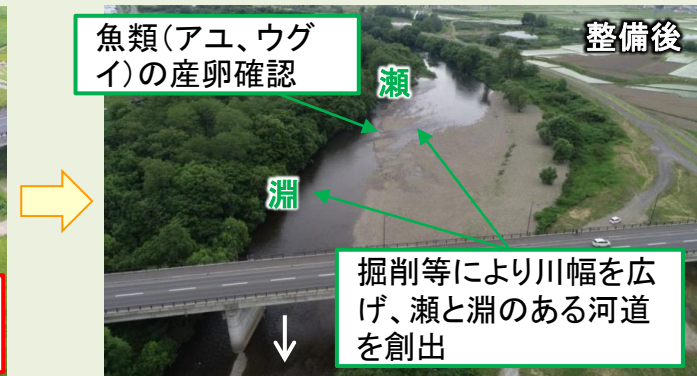 整備後
魚類(アユ、ウグ
イ)の産卵確認
瀬
淵
掘削等により川幅を広
げ、瀬と淵のある河道
を創出